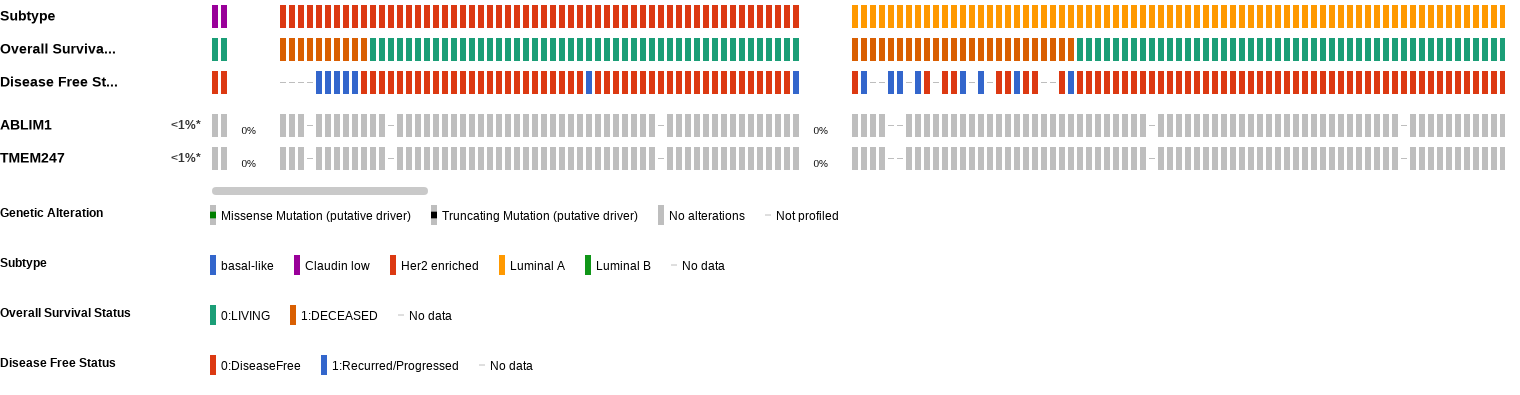 Subtype
Overall Surviva...
Disease Free St...
ABLIM1 <1%* 0% 0%
TMEM247 <1%* 0% 0%
Genetic Alteration Missense Mutation (putative driver) Truncating Mutation (putative driver) No alterations Not profiled
Subtype basal-like Claudin low Her2 enriched Luminal A Luminal B No data
Overall Survival Status 0:LIVING 1:DECEASED No data
Disease Free Status 0:DiseaseFree 1:Recurred/Progressed No data